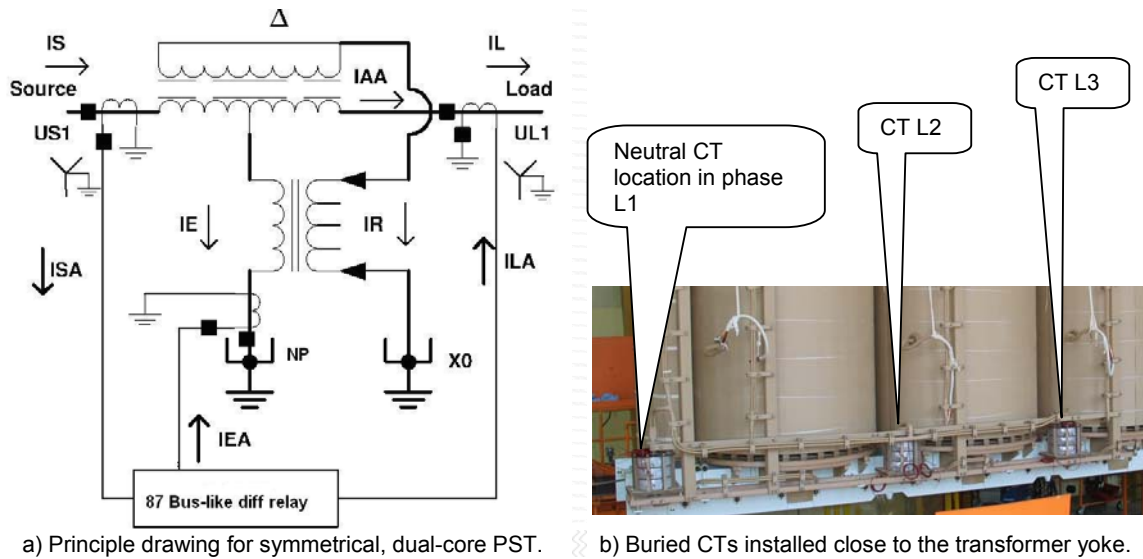 Δ
IS
IL
Source
IAA
Load
US1
UL1
IE
IR
ISA
ILA
NP
X0
IEA
87 Bus-like diff relay
a) Principle drawing for symmetrical, dual-core PST.
Neutral CT
location in phase
L1
CT L2
CT L3
b) Buried CTs installed close to the transformer yoke.